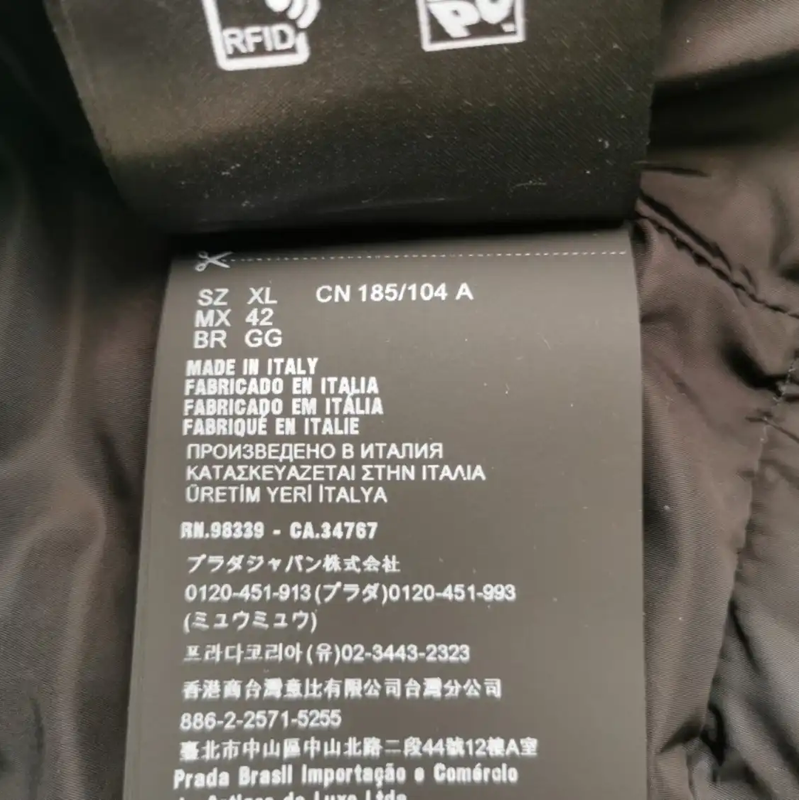 RFID
SZ XL CN 185/104 A
MX 42
BR GG
MADE IN ITALY
FABRICADO EN ITALIA
FABRICADO EM ITÁLIA
FABRIQUÉ EN ITALIE
ПРОИЗВЕДЕНО В ИТАЛИЯ
ΚΑΤΑΣΚΕΥΑΖΕΤΑΙ ΣΤΗΝ ΙΤΑΛΙΑ
ÜRETİM YERİ İTALYA
RN.98339 - CA.34767
プラダジャパン株式会社
0120-451-913(プラダ)0120-451-993
(ミュウミュウ)
프라다코리아(유)02-3443-2323
香港商台灣意比有限公司台灣分公司
886-2-2571-5255
臺北市中山區中山北路二段44號12樓A室
Prada Brasil Importação e Comércio
de Artigos de Luxo Ltda